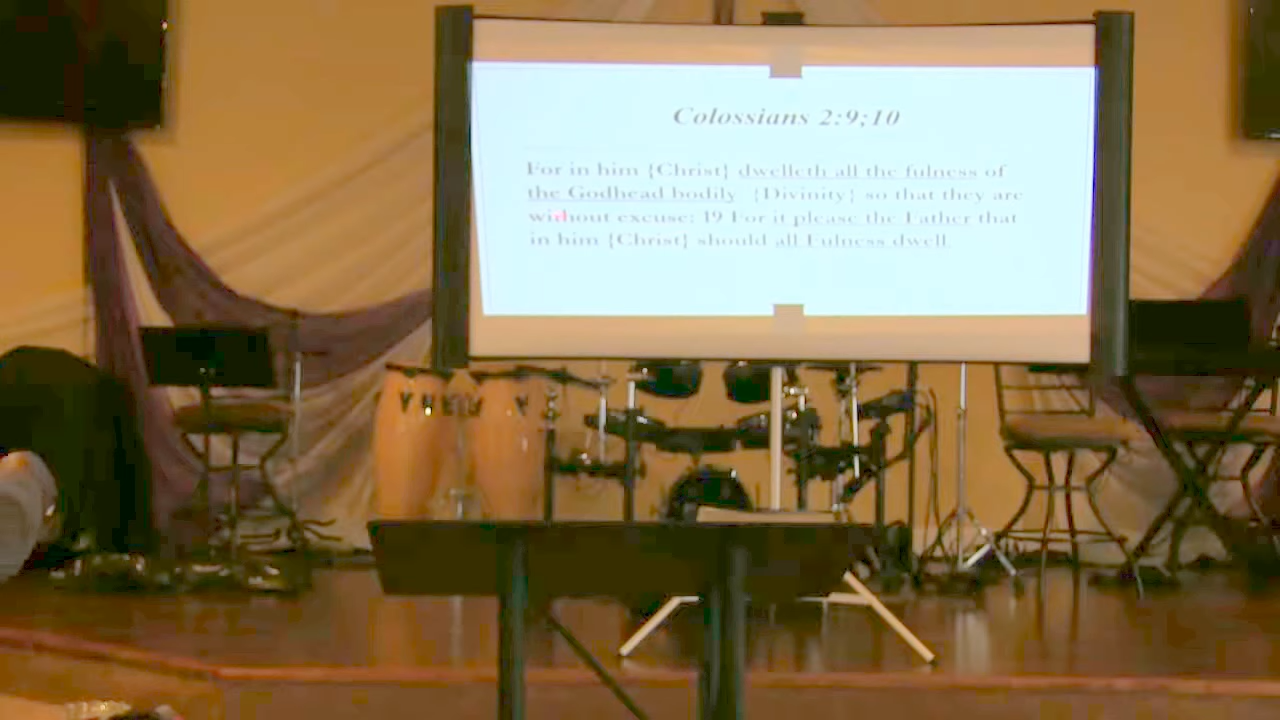 Colossians 2:9;10
For in him {Christ} dwelleth all the fulness of
the Godhead bodily {Divinity} so that they are
without excuse: 19 For it please the Father that
in him {Christ} should all Fulness dwell.